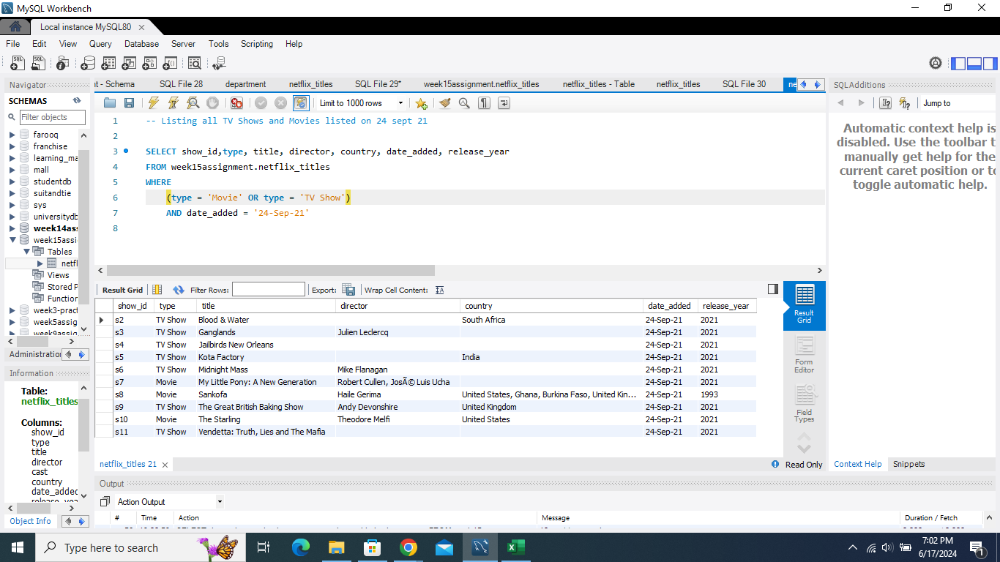 MySQL Workbench
Local instance MySQL80
File Edit View Query Database Server Tools Scripting Help
Navigator
SCHEMAS
Filter objects
farooq
franchise
learning_ma
mall
studentdb
suitandtie
sys
universitydb
week14ass
week15assi
Tables
netfl
Views
Stored P
Function
week3-pract
week5assig
week9assig
Administration
Information
Table:
netflix_titles
Columns:
show_id
type
title
director
cast
country
date_added
release_yea
Object Info
nt - Schema SQL File 28 department netflix_titles SQL File 29* week15assignment.netflix_titles netflix_titles - Table netflix_titles SQL File 30 ne
Limit to 1000 rows
1 -- Listing all TV Shows and Movies listed on 24 sept 21
2
3 SELECT show_id,type, title, director, country, date_added, release_year
4 FROM week15assignment.netflix_titles
5 WHERE
6 (type = 'Movie' OR type = 'TV Show')
7 AND date_added = '24-Sep-21'
8
Result Grid Filter Rows: Export: Wrap Cell Content:
show_id type title director country date_added release_year
s2 TV Show Blood & Water South Africa 24-Sep-21 2021
s3 TV Show Ganglands Julien Leclercq 24-Sep-21 2021
s4 TV Show Jailbirds New Orleans 24-Sep-21 2021
s5 TV Show Kota Factory India 24-Sep-21 2021
s6 TV Show Midnight Mass Mike Flanagan 24-Sep-21 2021
s7 Movie My Little Pony: A New Generation Robert Cullen, JosÃ© Luis Ucha 24-Sep-21 2021
s8 Movie Sankofa Haile Gerima United States, Ghana, Burkina Faso, United Kin... 24-Sep-21 1993
s9 TV Show The Great British Baking Show Andy Devonshire United Kingdom 24-Sep-21 2021
s10 Movie The Starling Theodore Melfi United States 24-Sep-21 2021
s11 TV Show Vendetta: Truth, Lies and The Mafia 24-Sep-21 2021
Result Grid
Form Editor
Field Types
netflix_titles 21 Read Only
Output
Action Output
# Time Action Message Duration / Fetch
SQLAdditions
Jump to
Automatic context help is
disabled. Use the toolbar t
manually get help for the
current caret position or to
toggle automatic help.
Context Help Snippets
Type here to search
7:02 PM
6/17/2024
1